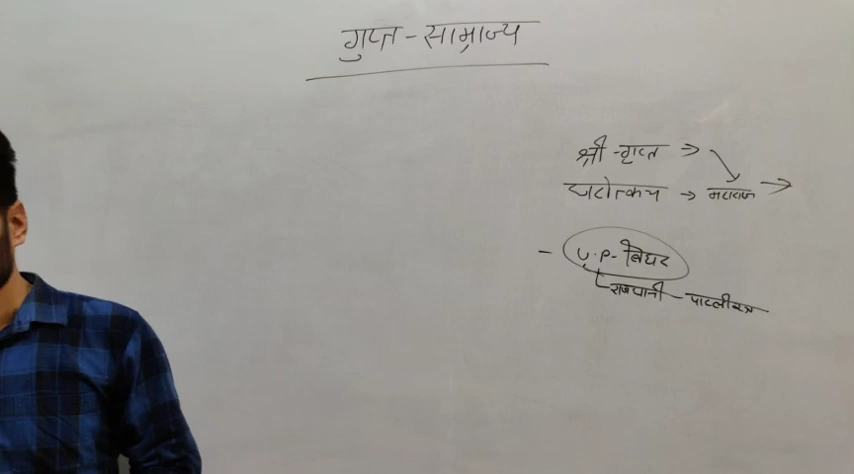 गुप्त - साम्राज्य
श्री - गुप्त →
घटोत्कच → महाराज →
- U.P - बिहार
राजधानी - पाटलीपुत्र